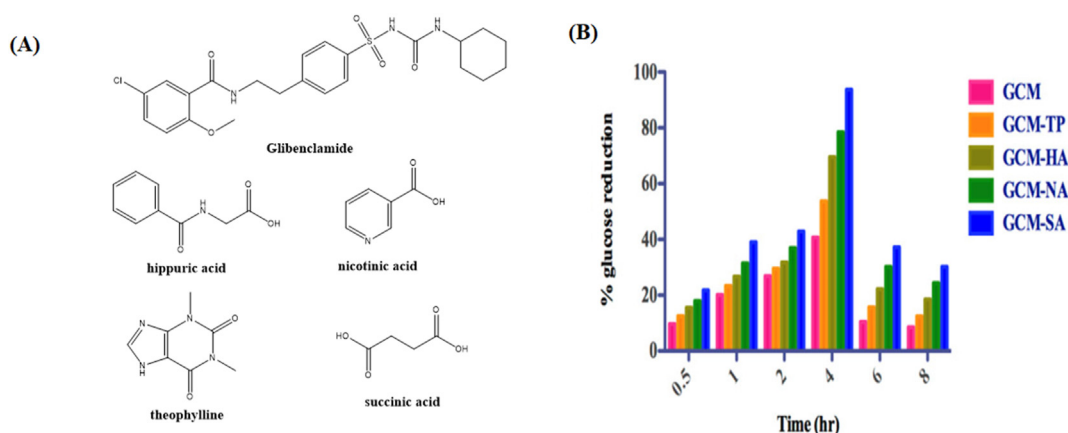 (A)
Cl
O
N
H
O
O
S
O
H
N
O
H
N
Glibenclamide
N
H
O
O
OH
hippuric acid
O
OH
N
nicotinic acid
N
N
H
N
N
O
O
theophylline
HO
O
O
OH
succinic acid
(B)
% glucose reduction
100
80
60
40
20
0
0.5
1
2
4
6
8
Time (hr)
GCM
GCM-TP
GCM-HA
GCM-NA
GCM-SA